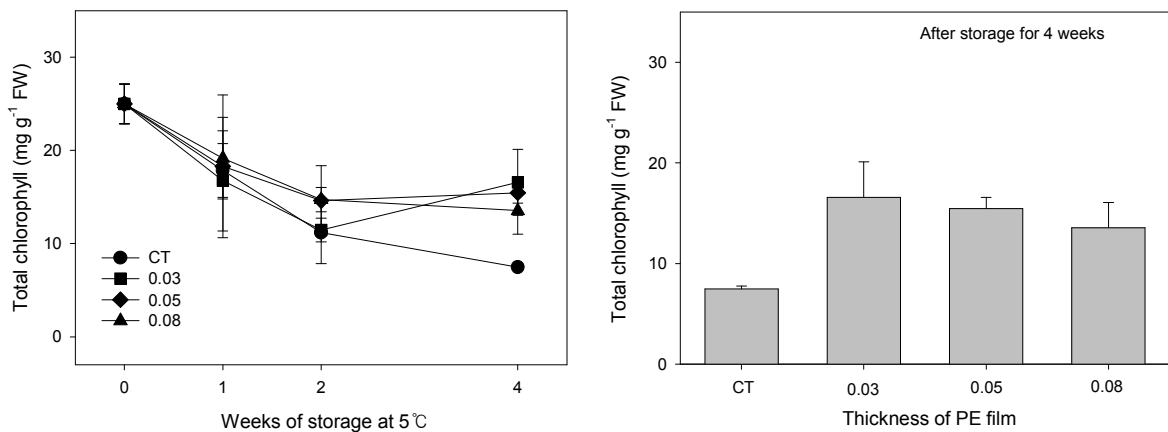 Total chlorophyll (mg g-1 FW)
30
20
10
0
CT
0.03
0.05
0.08
0 1 2 4
Weeks of storage at 5℃
After storage for 4 weeks
Total chlorophyll (mg g-1 FW)
30
20
10
0
CT 0.03 0.05 0.08
Thickness of PE film